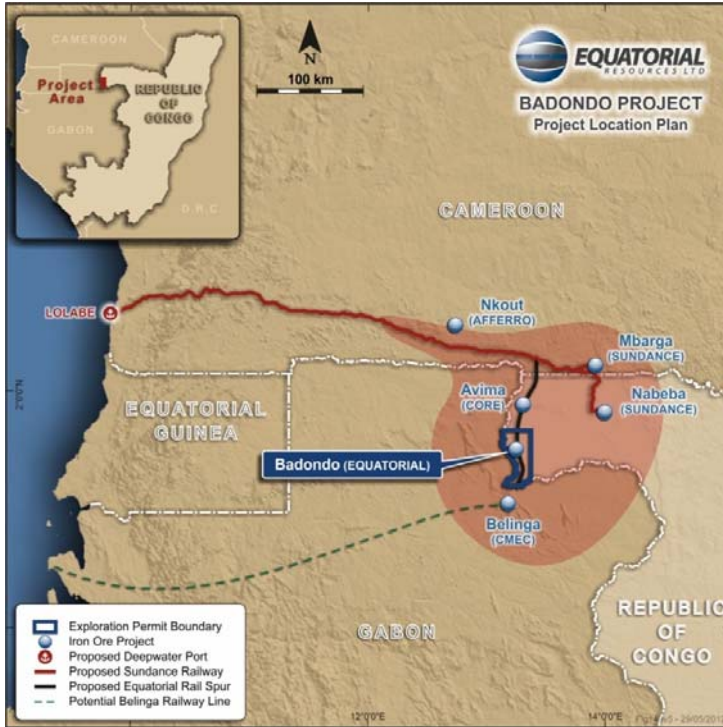 CAMEROON
Project
Area
REPUBLIC
OF
CONGO
GABON
D.R.C
N
100 km
EQUATORIAL
RESOURCES LTD
BADONDO PROJECT
Project Location Plan
CAMEROON
LOLABE
Nkout
(AFFERRO)
Mbarga
(SUNDANCE)
2°0'0"N
EQUATORIAL
GUINEA
Avima
(CORE)
Nabeba
(SUNDANCE)
Badondo (EQUATORIAL)
Belinga
(CMEC)
GABON
REPUBLIC
OF
CONGO
Exploration Permit Boundary
Iron Ore Project
Proposed Deepwater Port
Proposed Sundance Railway
Proposed Equatorial Rail Spur
Potential Belinga Railway Line
12°0'0"E
14°0'0"E